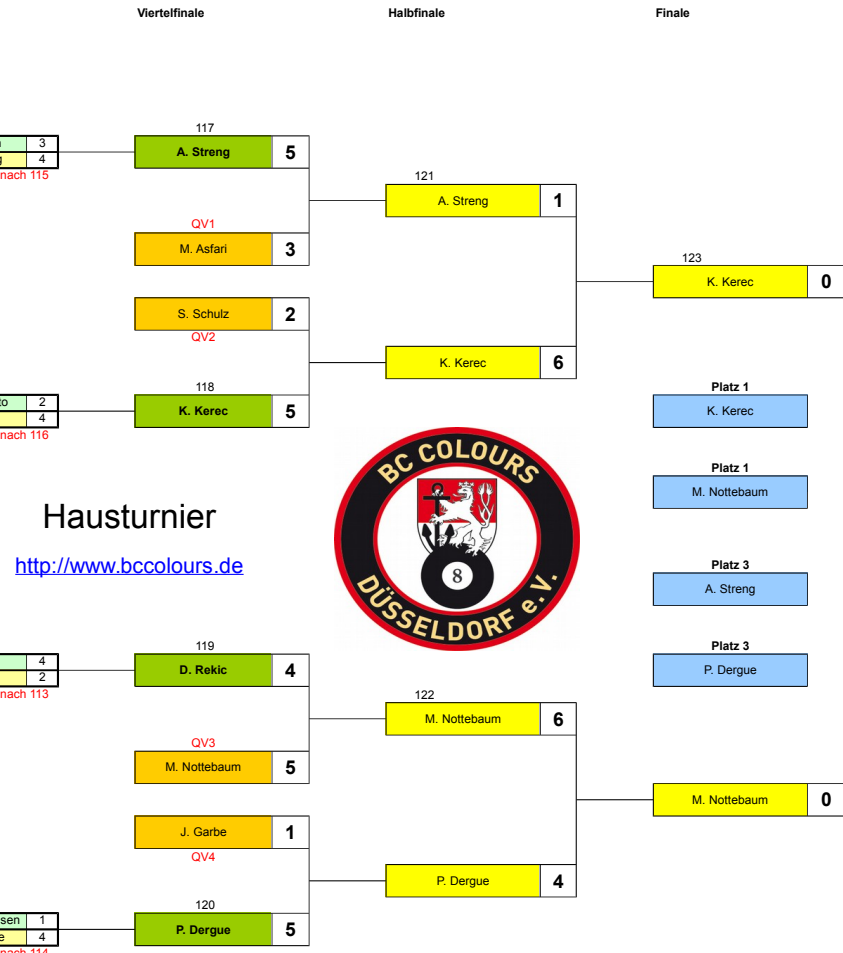 Viertelfinale Halbfinale Finale
117
3
A. Streng 5
4
nach 115
121
A. Streng 1
QV1
M. Asfari 3
123
K. Kerec 0
S. Schulz 2
QV2
K. Kerec 6
118
2
K. Kerec 5
4
nach 116
Platz 1
K. Kerec
Platz 1
M. Nottebaum
Platz 3
A. Streng
Platz 3
P. Dergue
BC COLOURS
8
DÜSSELDORF e.V.
Hausturnier
http://www.bccolours.de
119
4
D. Rekic 4
2
nach 113
122
M. Nottebaum 6
QV3
M. Nottebaum 5
M. Nottebaum 0
J. Garbe 1
QV4
P. Dergue 4
120
sen 1
P. Dergue 5
e 4
nach 114